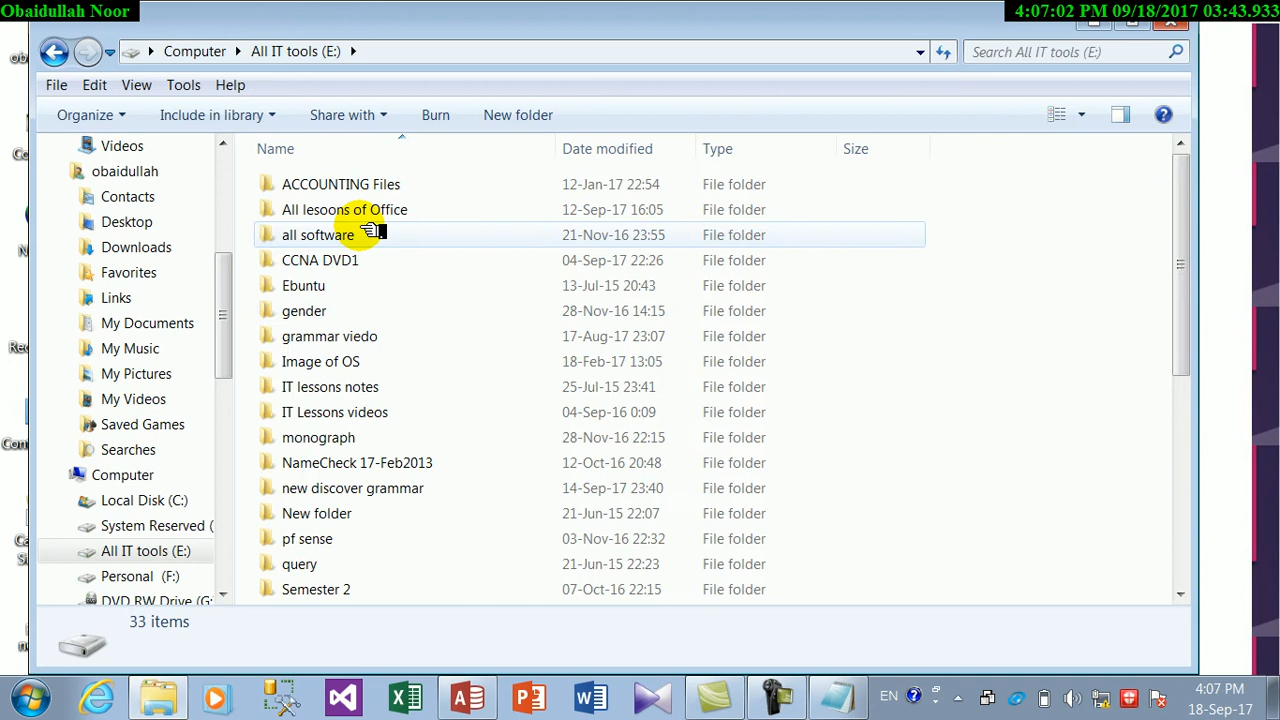 Obaidullah Noor
4:07:02 PM 09/18/2017 03:43.933
Computer All IT tools (E:)
Search All IT tools (E:)
File Edit View Tools Help
Organize Include in library Share with Burn New folder
Name Date modified Type Size
Videos
obaidullah
Contacts
Desktop
Downloads
Favorites
Links
My Documents
My Music
My Pictures
My Videos
Saved Games
Searches
Computer
Local Disk (C:)
System Reserved (
All IT tools (E:)
Personal (F:)
DVD RW Drive (G:
ACCOUNTING Files 12-Jan-17 22:54 File folder
All lesoons of Office 12-Sep-17 16:05 File folder
all software 21-Nov-16 23:55 File folder
CCNA DVD1 04-Sep-17 22:26 File folder
Ebuntu 13-Jul-15 20:43 File folder
gender 28-Nov-16 14:15 File folder
grammar viedo 17-Aug-17 23:07 File folder
Image of OS 18-Feb-17 13:05 File folder
IT lessons notes 25-Jul-15 23:41 File folder
IT Lessons videos 04-Sep-16 0:09 File folder
monograph 28-Nov-16 22:15 File folder
NameCheck 17-Feb2013 12-Oct-16 20:48 File folder
new discover grammar 14-Sep-17 23:40 File folder
New folder 21-Jun-15 22:07 File folder
pf sense 03-Nov-16 22:32 File folder
query 21-Jun-15 22:23 File folder
Semester 2 07-Oct-16 22:15 File folder
33 items
EN
4:07 PM
18-Sep-17